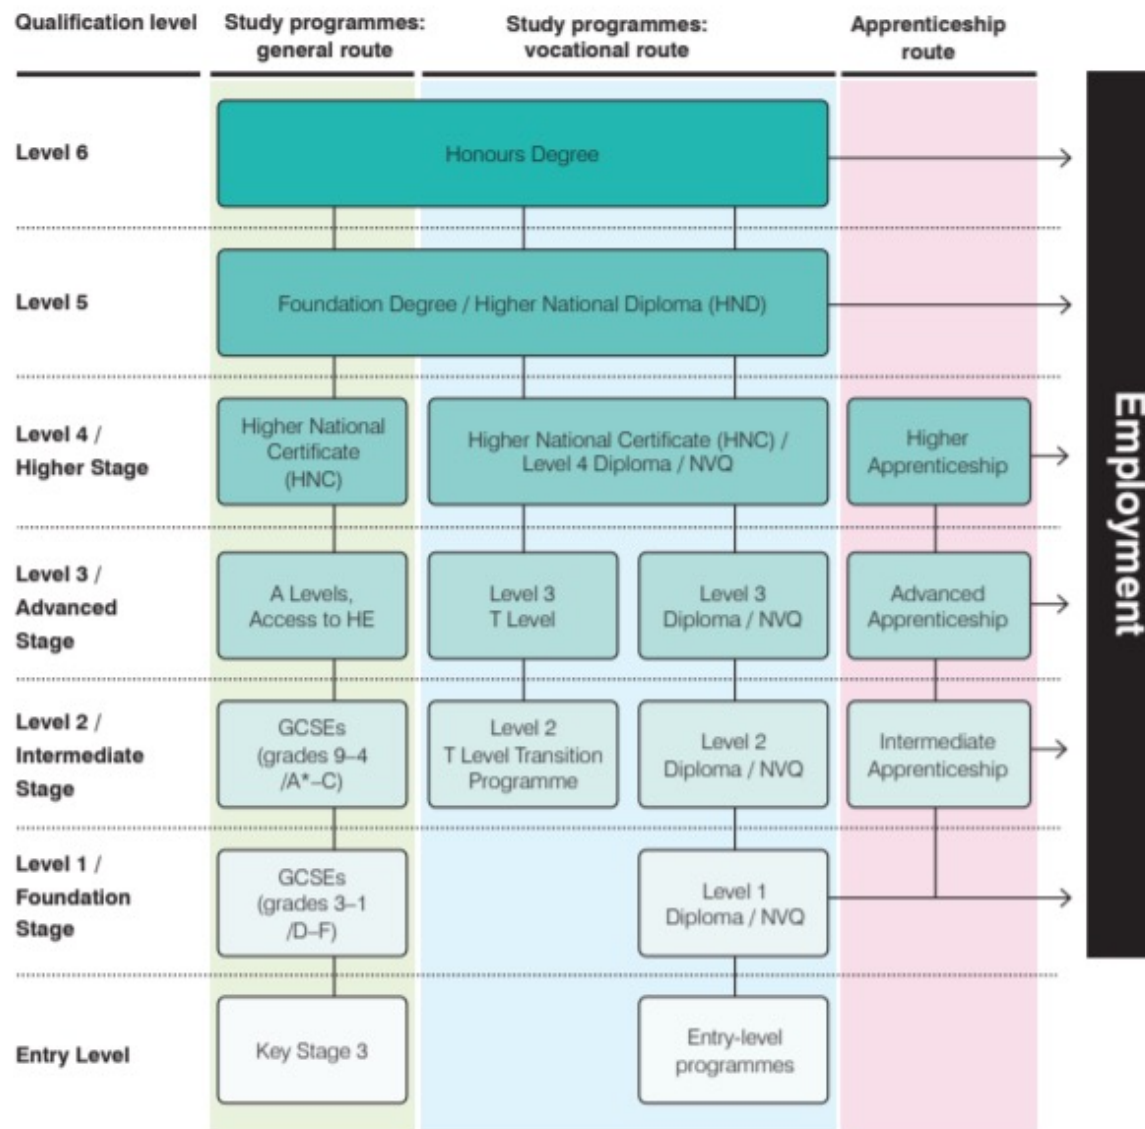 Qualification level
Study programmes:
general route
Study programmes:
vocational route
Apprenticeship
route
Level 6
Honours Degree
Level 5
Foundation Degree / Higher National Diploma (HND)
Level 4 /
Higher Stage
Higher National
Certificate
(HNC)
Higher National Certificate (HNC) /
Level 4 Diploma / NVQ
Higher
Apprenticeship
Level 3 /
Advanced
Stage
A Levels,
Access to HE
Level 3
T Level
Level 3
Diploma / NVQ
Advanced
Apprenticeship
Level 2 /
Intermediate
Stage
GCSEs
(grades 9–4
/A*–C)
Level 2
T Level Transition
Programme
Level 2
Diploma / NVQ
Intermediate
Apprenticeship
Level 1 /
Foundation
Stage
GCSEs
(grades 3–1
/D–F)
Level 1
Diploma / NVQ
Entry Level
Key Stage 3
Entry-level
programmes
Employment